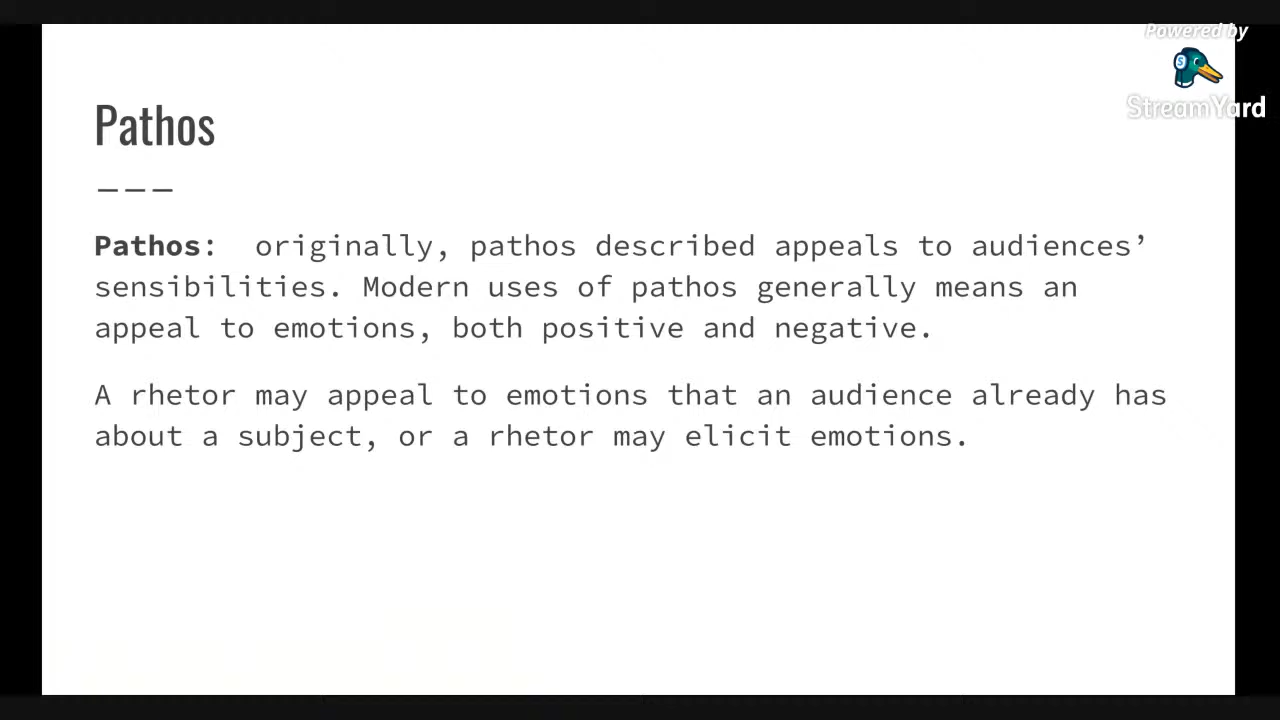 Powered by
StreamYard
Pathos
Pathos:  originally, pathos described appeals to audiences’
sensibilities. Modern uses of pathos generally means an
appeal to emotions, both positive and negative.
A rhetor may appeal to emotions that an audience already has
about a subject, or a rhetor may elicit emotions.